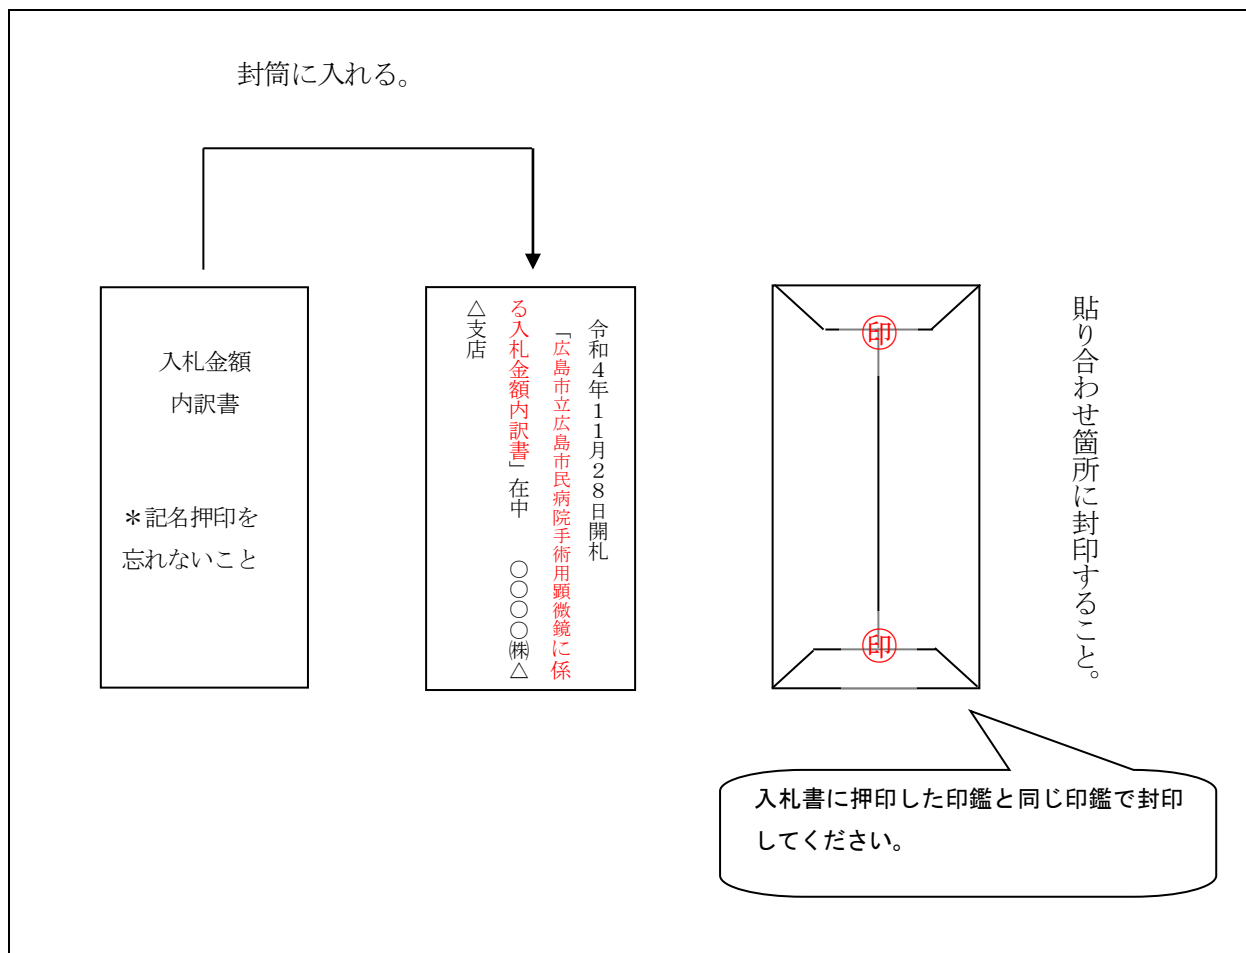 封筒に入れる。
入札金額
内訳書
＊記名押印を
忘れないこと
令和４年１１月２８日開札
「広島市立広島市民病院手術用顕微鏡に係
る入札金額内訳書」在中　○○○○㈱△
△支店
印
印
貼り合わせ箇所に封印すること。
入札書に押印した印鑑と同じ印鑑で封印
してください。